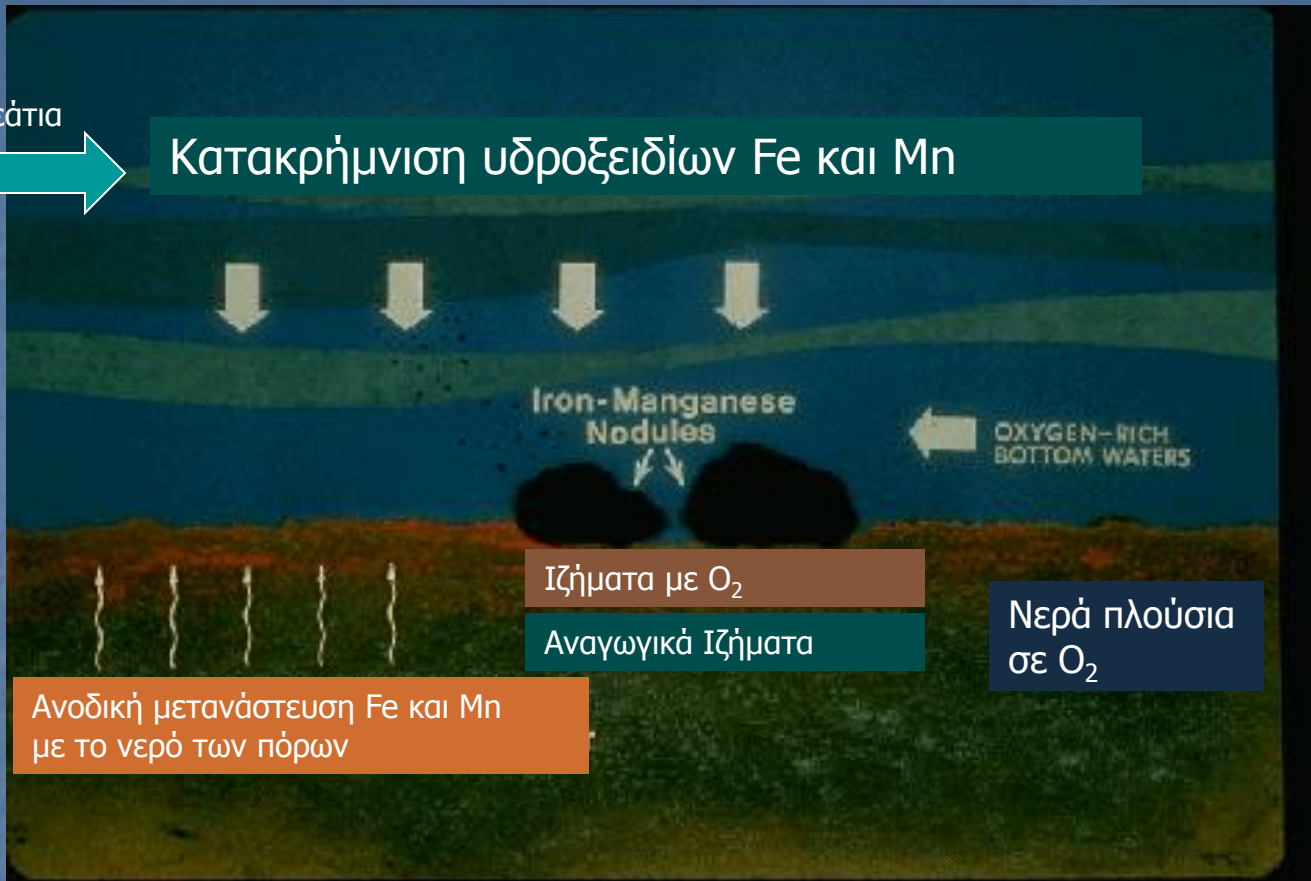 Κατακρήμνιση υδροξειδίων Fe και Mn
Iron-Manganese
Nodules
OXYGEN-RICH
BOTTOM WATERS
Ιζήματα με O₂
Αναγωγικά Ιζήματα
Νερά πλούσια
σε O₂
Ανοδική μετανάστευση Fe και Mn
με το νερό των πόρων